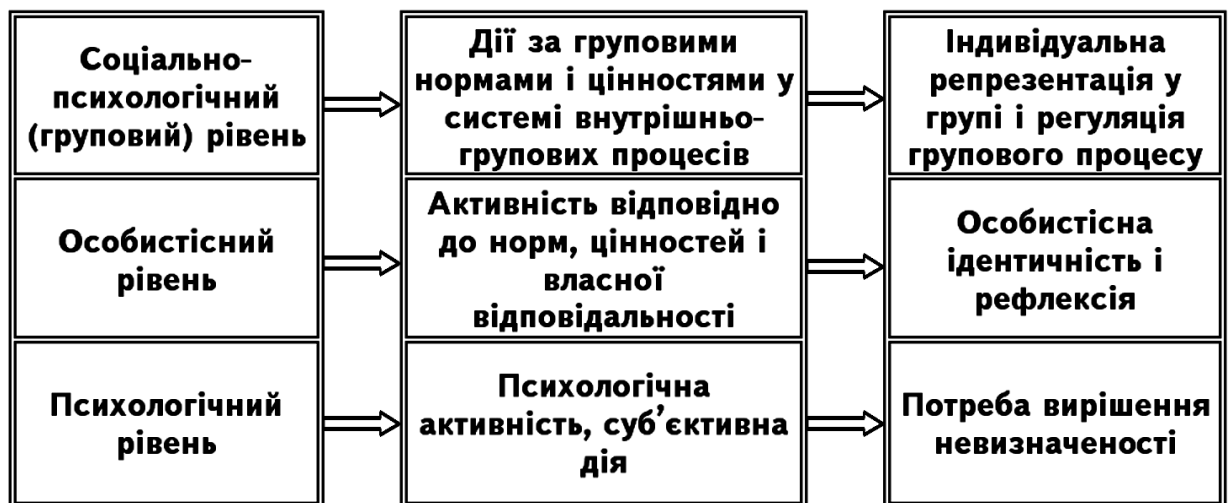 Соціально-
психологічний
(груповий) рівень
Дії за груповими
нормами і цінностями у
системі внутрішньо-
групових процесів
Індивідуальна
репрезентація у
групі і регуляція
групового процесу
Особистісний
рівень
Активність відповідно
до норм, цінностей і
власної
відповідальності
Особистісна
ідентичність і
рефлексія
Психологічний
рівень
Психологічна
активність, суб’єктивна
дія
Потреба вирішення
невизначеності